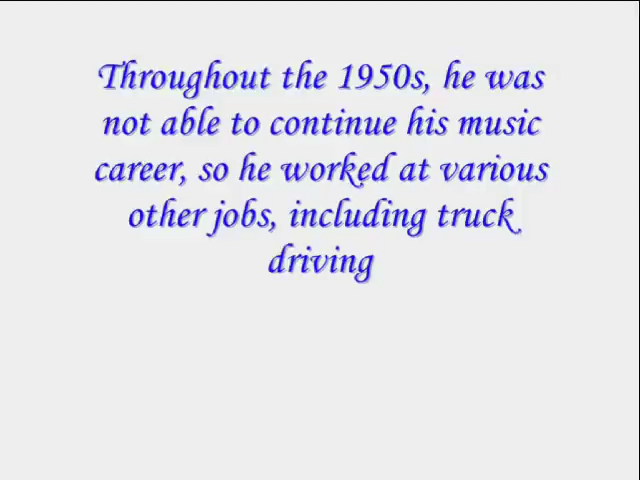 Throughout the 1950s, he was
not able to continue his music
career, so he worked at various
other jobs, including truck
driving